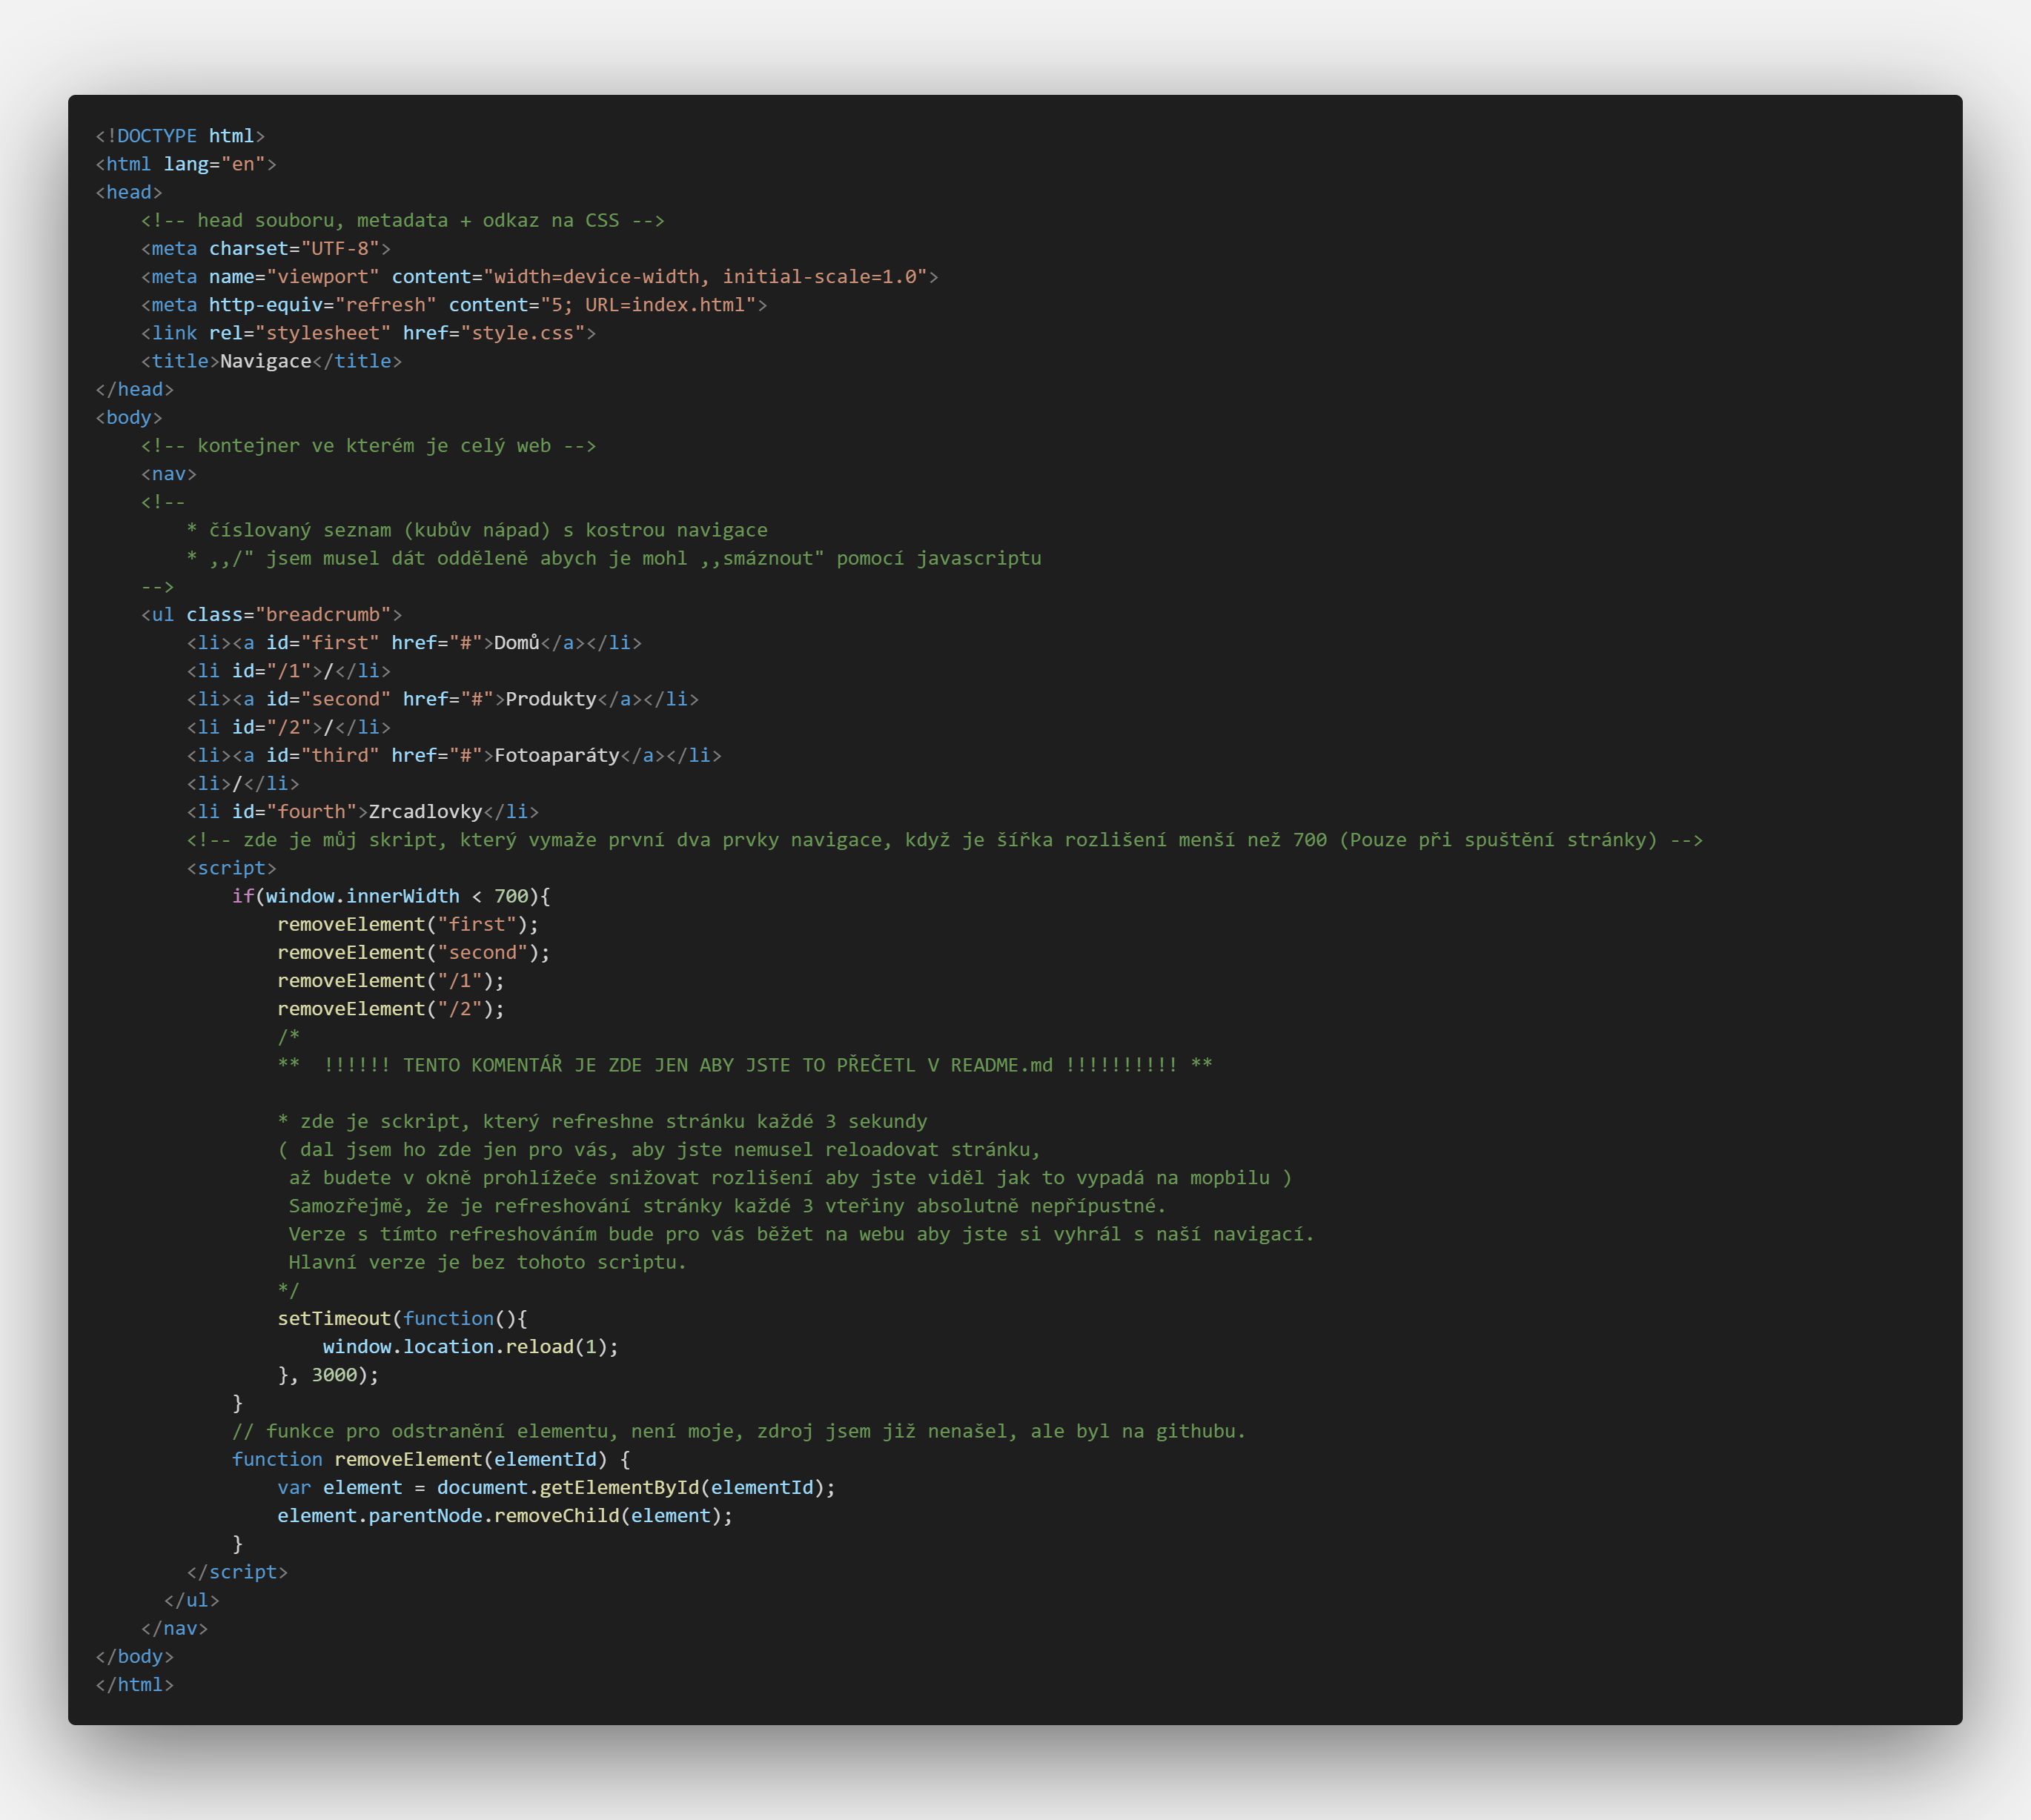 <!DOCTYPE html>
<html lang="en">
<head>
    <!-- head souboru, metadata + odkaz na CSS -->
    <meta charset="UTF-8">
    <meta name="viewport" content="width=device-width, initial-scale=1.0">
    <meta http-equiv="refresh" content="5; URL=index.html">
    <link rel="stylesheet" href="style.css">
    <title>Navigace</title>
</head>
<body>
    <!-- kontejner ve kterém je celý web -->
    <nav>
    <!--
        * číslovaný seznam (kubův nápad) s kostrou navigace
        * ,,/" jsem musel dát odděleně abych je mohl ,,smáznout" pomocí javascriptu
    -->
    <ul class="breadcrumb">
        <li><a id="first" href="#">Domů</a></li>
        <li id="/1">/</li>
        <li><a id="second" href="#">Produkty</a></li>
        <li id="/2">/</li>
        <li><a id="third" href="#">Fotoaparáty</a></li>
        <li>/</li>
        <li id="fourth">Zrcadlovky</li>
        <!-- zde je můj skript, který vymaže první dva prvky navigace, když je šířka rozlišení menší než 700 (Pouze při spuštění stránky) -->
        <script>
            if(window.innerWidth < 700){
                removeElement("first");
                removeElement("second");
                removeElement("/1");
                removeElement("/2");
                /*
                **  !!!!!! TENTO KOMENTÁŘ JE ZDE JEN ABY JSTE TO PŘEČETL V README.md !!!!!!!!!! **

                * zde je sckript, který refreshne stránku každé 3 sekundy
                ( dal jsem ho zde jen pro vás, aby jste nemusel reloadovat stránku,
                 až budete v okně prohlížeče snižovat rozlišení aby jste viděl jak to vypadá na mopbilu )
                 Samozřejmě, že je refreshování stránky každé 3 vteřiny absolutně nepřípustné.
                 Verze s tímto refreshováním bude pro vás běžet na webu aby jste si vyhrál s naší navigací.
                 Hlavní verze je bez tohoto scriptu.
                */
                setTimeout(function(){
                    window.location.reload(1);
                }, 3000);
            }
            // funkce pro odstranění elementu, není moje, zdroj jsem již nenašel, ale byl na githubu.
            function removeElement(elementId) {
                var element = document.getElementById(elementId);
                element.parentNode.removeChild(element);
            }
        </script>
      </ul>
    </nav>
</body>
</html>